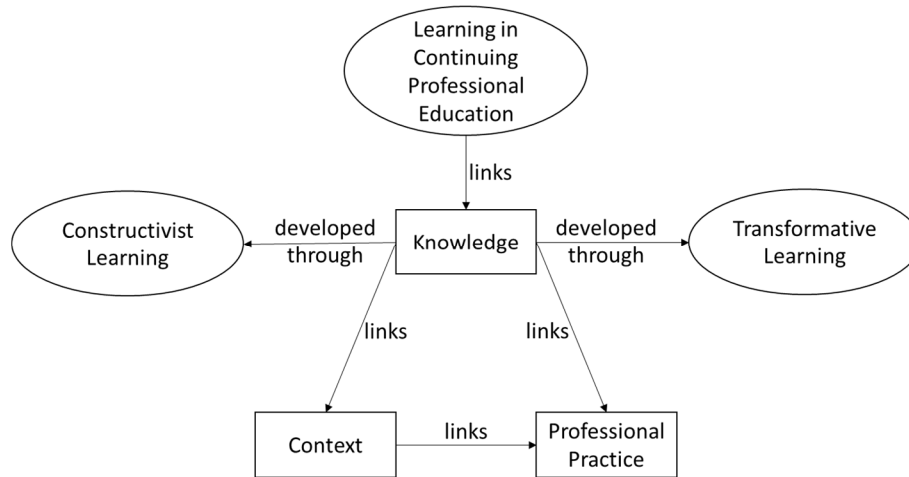 Learning in
Continuing
Professional
Education
links
Constructivist
Learning
developed
through
Knowledge
developed
through
Transformative
Learning
links
links
Context
links
Professional
Practice